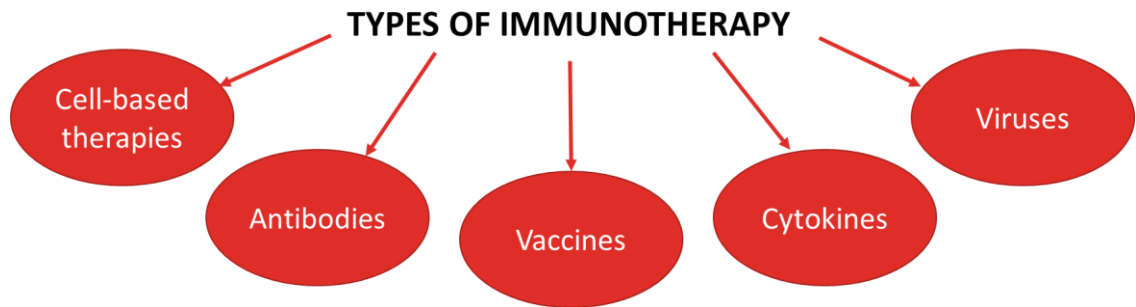 TYPES OF IMMUNOTHERAPY
Cell-based
therapies
Antibodies
Vaccines
Cytokines
Viruses